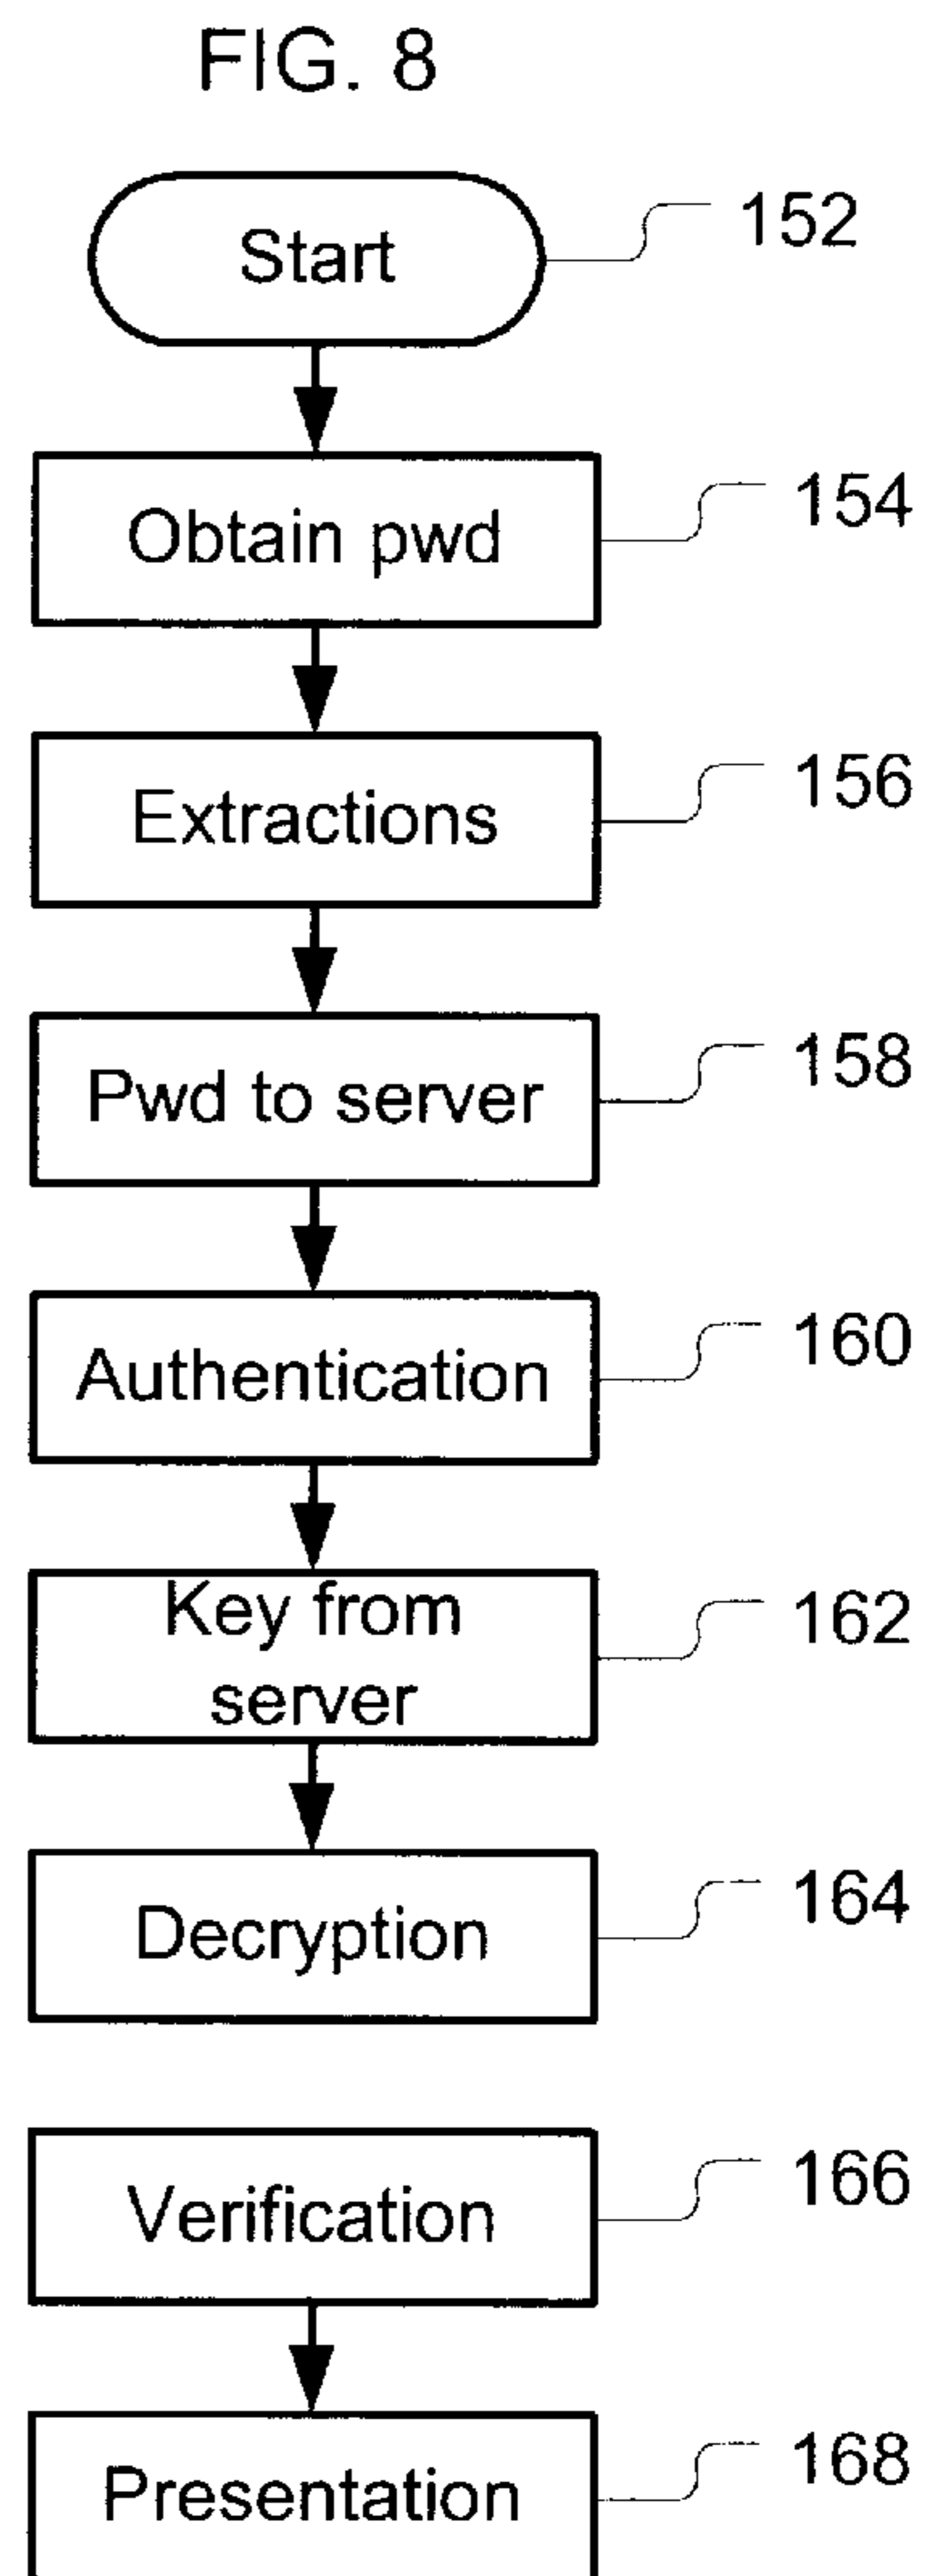 FIG. 8
Start
152
Obtain pwd
154
Extractions
156
Pwd to server
158
Authentication
160
Key from
server
162
Decryption
164
Verification
166
Presentation
168